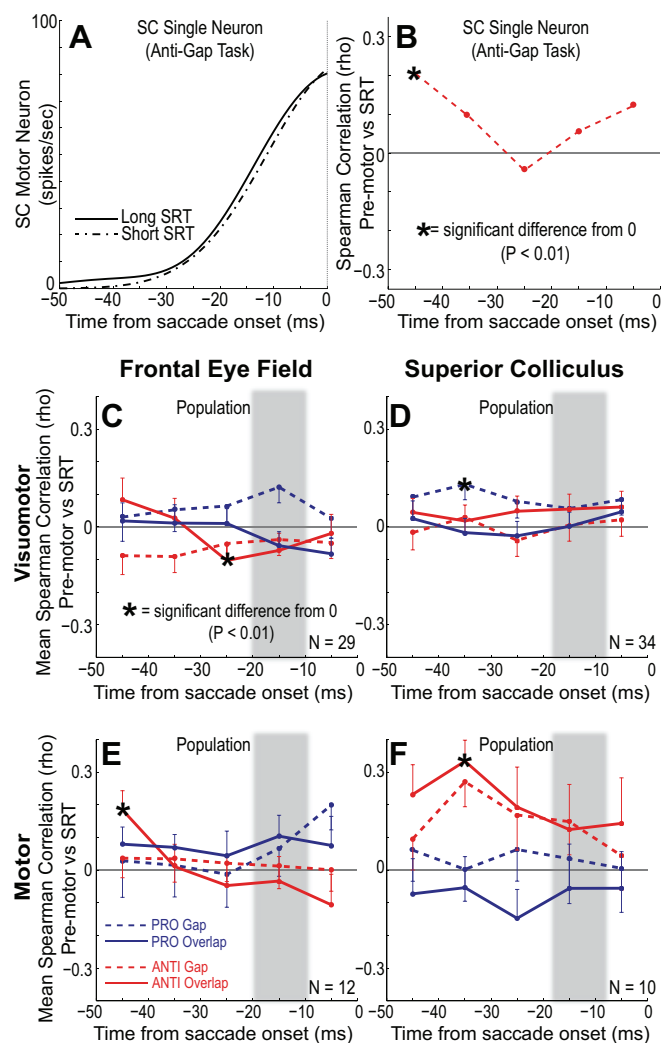 A
SC Single Neuron
(Anti-Gap Task)
SC Motor Neuron
(spikes/sec)
100
0
Long SRT
Short SRT
−50 −40 −30 −20 −10 0
Time from saccade onset (ms)
B
SC Single Neuron
(Anti-Gap Task)
Spearman Correlation (rho)
Pre-motor vs SRT
0.3
0
−0.3
*
*= significant difference from 0
(P < 0.01)
−50 −40 −30 −20 −10 0
Time from saccade onset (ms)
Frontal Eye Field
Superior Colliculus
Visuomotor
C
Population
Mean Spearman Correlation (rho)
Pre-motor vs SRT
0.3
0
−0.3
*
* = significant difference from 0
(P < 0.01)
N = 29
−50 −40 −30 −20 −10 0
Time from saccade onset (ms)
D
Population
0.3
0
−0.3
*
N = 34
−50 −40 −30 −20 −10 0
Time from saccade onset (ms)
Motor
E
Population
Mean Spearman Correlation (rho)
Pre-motor vs SRT
0.3
0
−0.3
*
PRO Gap
PRO Overlap
ANTI Gap
ANTI Overlap
N = 12
−50 −40 −30 −20 −10 0
Time from saccade onset (ms)
F
Population
0.3
0
−0.3
*
N = 10
−50 −40 −30 −20 −10 0
Time from saccade onset (ms)